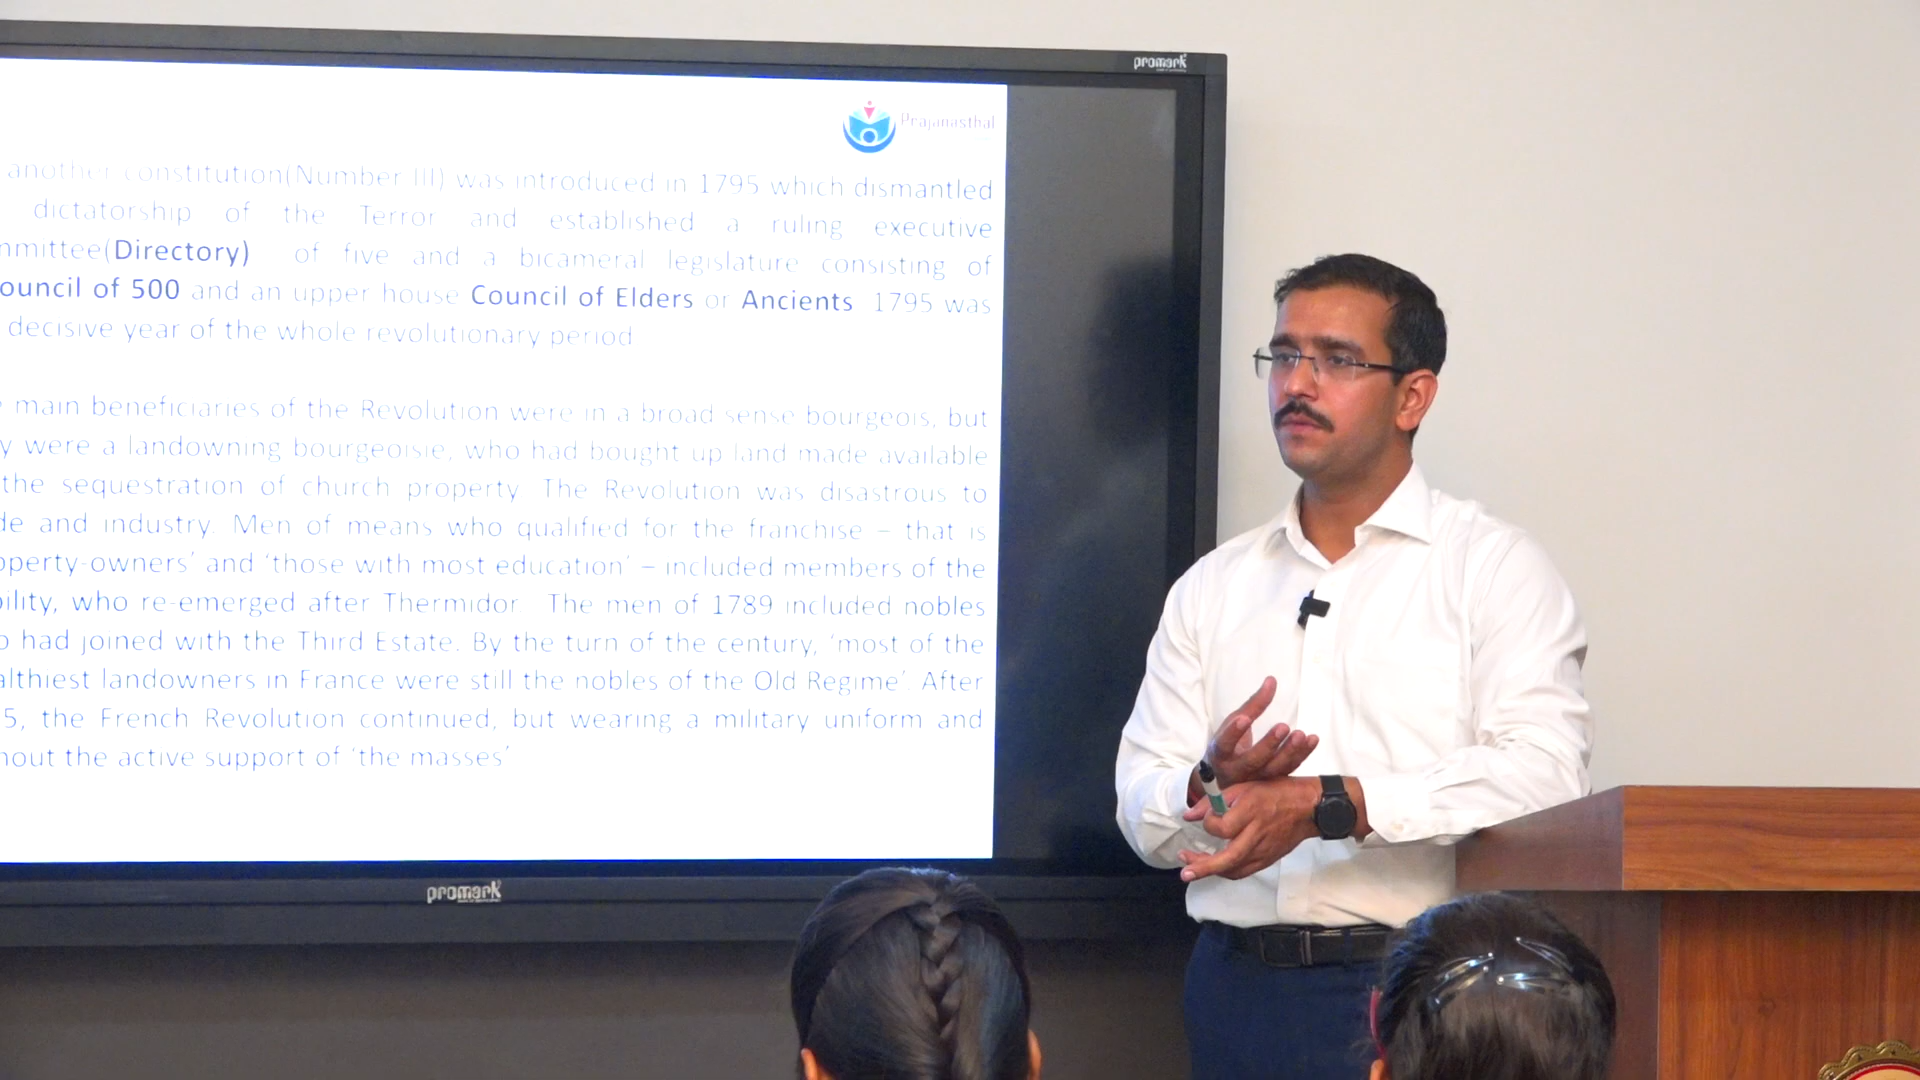 promark
Prajanasthal
another constitution(Number III) was introduced in 1795 which dismantled
dictatorship of the Terror and established a ruling executive
mmittee(Directory) of five and a bicameral legislature consisting of
ouncil of 500 and an upper house Council of Elders or Ancients 1795 was
decisive year of the whole revolutionary period
main beneficiaries of the Revolution were in a broad sense bourgeois, but
y were a landowning bourgeoisie, who had bought up land made available
the sequestration of church property The Revolution was disastrous to
de and industry. Men of means who qualified for the franchise – that is
operty-owners’ and ‘those with most education’ – included members of the
bility, who re-emerged after Thermidor. The men of 1789 included nobles
o had joined with the Third Estate. By the turn of the century, ‘most of the
althiest landowners in France were still the nobles of the Old Regime’. After
5, the French Revolution continued, but wearing a military uniform and
hout the active support of ‘the masses’
promark